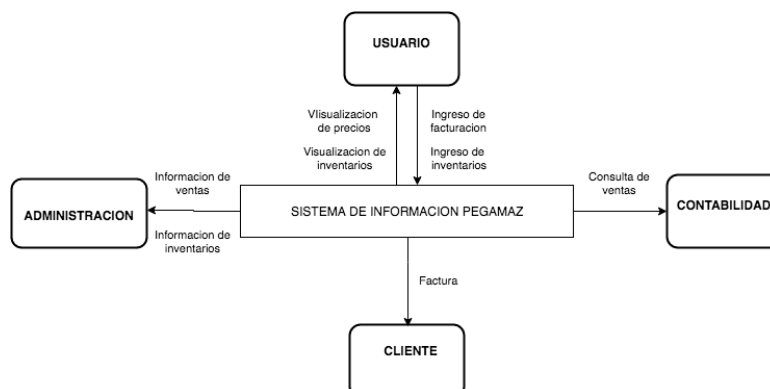 USUARIO
VIisualizacion
de precios
Visualizacion de
inventarios
Ingreso de
facturacion
Ingreso de
inventarios
Informacion de
ventas
Consulta de
ventas
ADMINISTRACION
SISTEMA DE INFORMACION PEGAMAZ
CONTABILIDAD
Informacion de
inventarios
Factura
CLIENTE